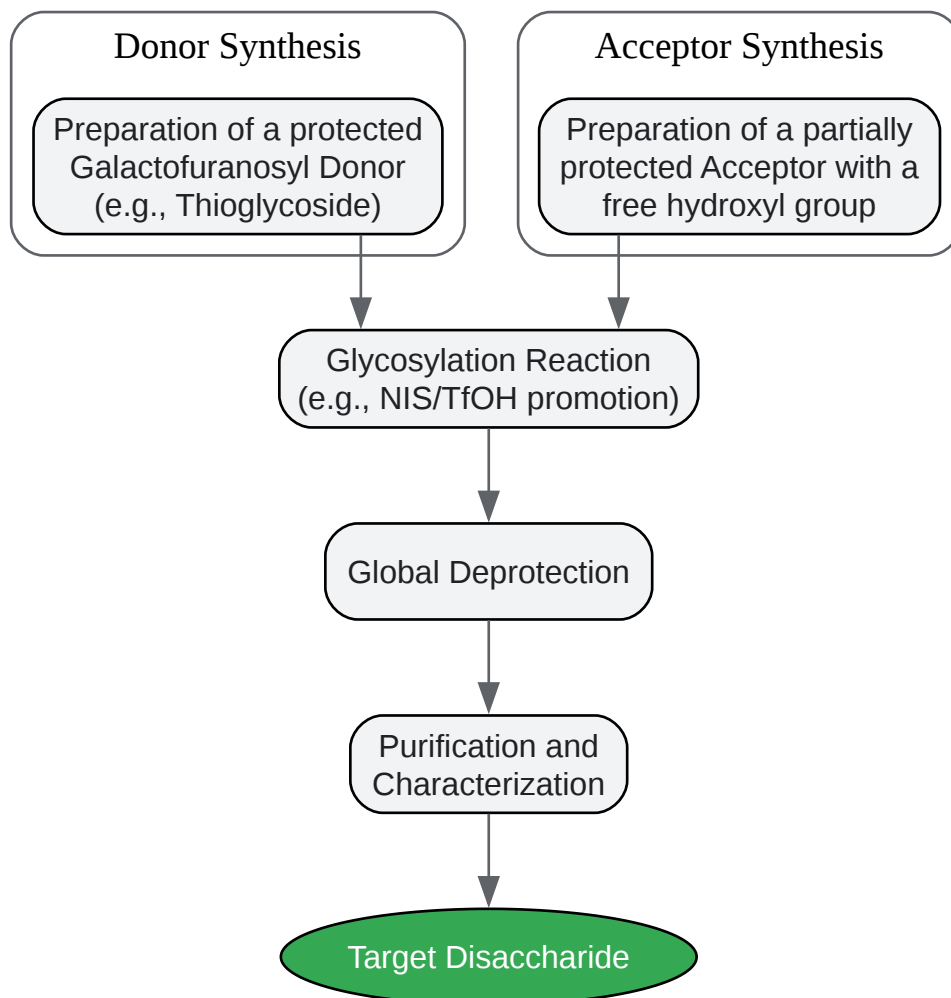 Donor Synthesis
Preparation of a protected
Galactofuranosyl Donor
(e.g., Thioglycoside)
Acceptor Synthesis
Preparation of a partially
protected Acceptor with a
free hydroxyl group
Glycosylation Reaction
(e.g., NIS/TfOH promotion)
Global Deprotection
Purification and
Characterization
Target Disaccharide